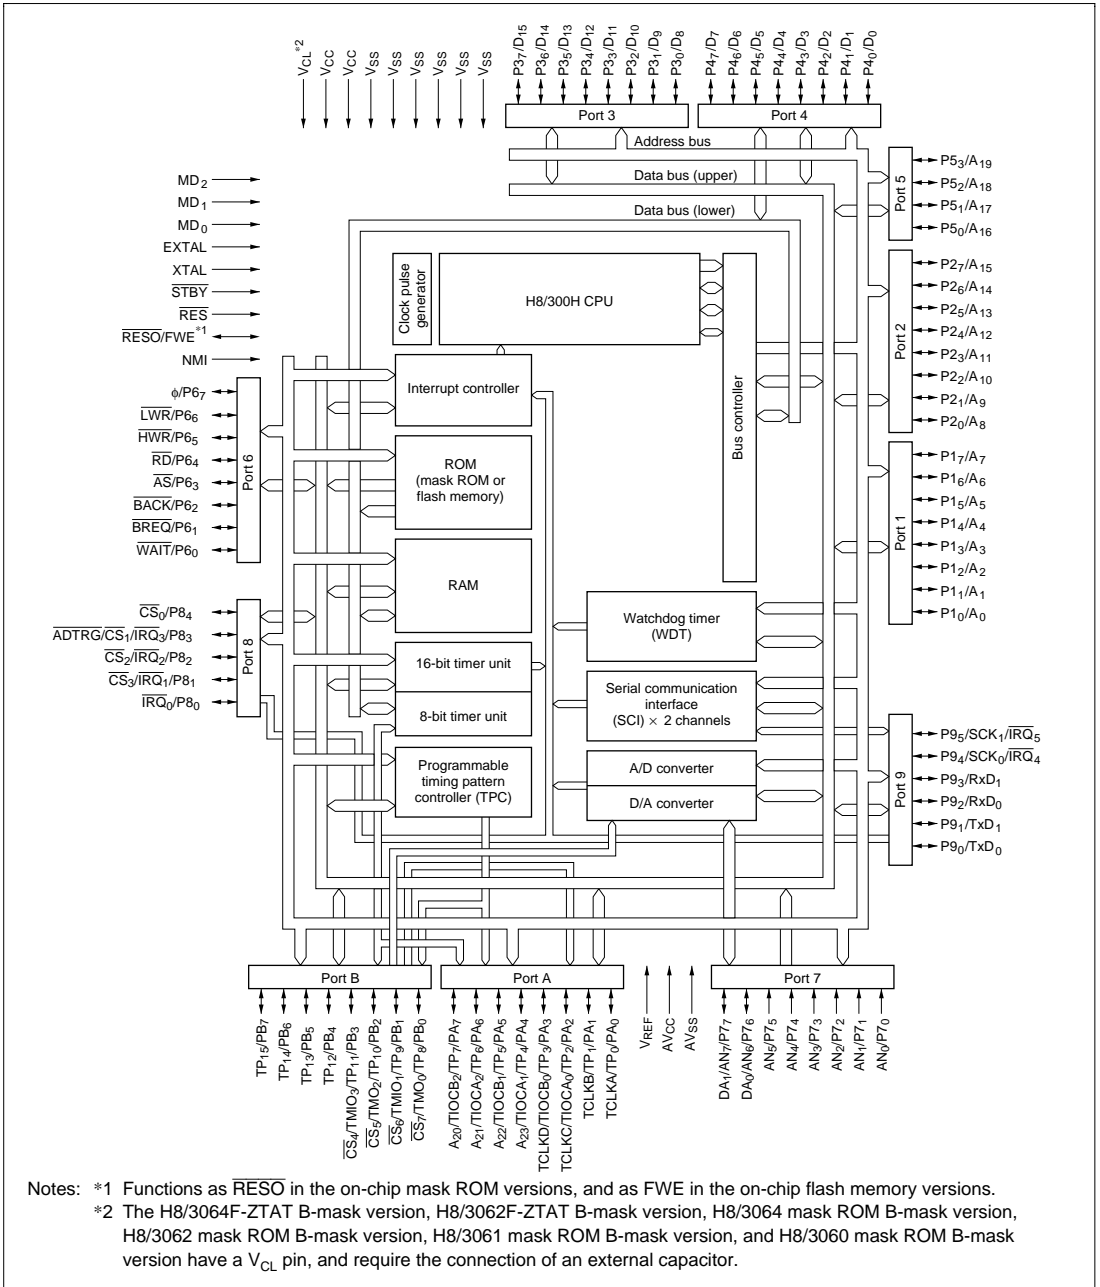 VCL*2
VCC
VCC
VSS
VSS
VSS
VSS
VSS
VSS
P37/D15
P36/D14
P35/D13
P34/D12
P33/D11
P32/D10
P31/D9
P30/D8
P47/D7
P46/D6
P45/D5
P44/D4
P43/D3
P42/D2
P41/D1
P40/D0
Port 3
Port 4
Address bus
Data bus (upper)
Data bus (lower)
MD2
MD1
MD0
EXTAL
XTAL
STBY
RES
RESO/FWE*1
NMI
Port 5
P53/A19
P52/A18
P51/A17
P50/A16
Clock pulse
generator
H8/300H CPU
Bus controller
Port 2
P27/A15
P26/A14
P25/A13
P24/A12
P23/A11
P22/A10
P21/A9
P20/A8
φ/P67
LWR/P66
HWR/P65
RD/P64
AS/P63
BACK/P62
BREQ/P61
WAIT/P60
Port 6
Interrupt controller
ROM
(mask ROM or
flash memory)
RAM
Port 1
P17/A7
P16/A6
P15/A5
P14/A4
P13/A3
P12/A2
P11/A1
P10/A0
CS0/P84
ADTRG/CS1/IRQ3/P83
CS2/IRQ2/P82
CS3/IRQ1/P81
IRQ0/P80
Port 8
16-bit timer unit
8-bit timer unit
Programmable
timing pattern
controller (TPC)
Watchdog timer
(WDT)
Serial communication
interface
(SCI) × 2 channels
A/D converter
D/A converter
Port 9
P95/SCK1/IRQ5
P94/SCK0/IRQ4
P93/RxD1
P92/RxD0
P91/TxD1
P90/TxD0
Port B
Port A
Port 7
TP15/PB7
TP14/PB6
TP13/PB5
TP12/PB4
CS4/TMIO3/TP11/PB3
CS5/TMO2/TP10/PB2
CS6/TMIO1/TP9/PB1
CS7/TMO0/TP8/PB0
A20/TIOCB2/TP7/PA7
A21/TIOCA2/TP6/PA6
A22/TIOCB1/TP5/PA5
A23/TIOCA1/TP4/PA4
TCLKD/TIOCB0/TP3/PA3
TCLKC/TIOCA0/TP2/PA2
TCLKB/TP1/PA1
TCLKA/TP0/PA0
VREF
AVCC
AVSS
DA1/AN7/P77
DA0/AN6/P76
AN5/P75
AN4/P74
AN3/P73
AN2/P72
AN1/P71
AN0/P70
Notes: *1 Functions as RESO in the on-chip mask ROM versions, and as FWE in the on-chip flash memory versions.
*2 The H8/3064F-ZTAT B-mask version, H8/3062F-ZTAT B-mask version, H8/3064 mask ROM B-mask version,
H8/3062 mask ROM B-mask version, H8/3061 mask ROM B-mask version, and H8/3060 mask ROM B-mask
version have a VCL pin, and require the connection of an external capacitor.